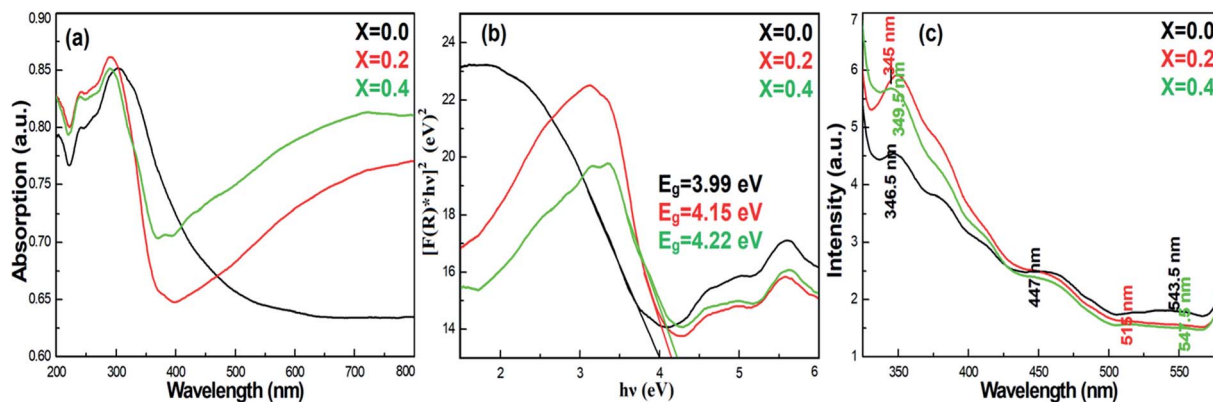 (a)
X=0.0
X=0.2
X=0.4
0.90
0.85
0.80
0.75
0.70
0.65
0.60
Absorption (a.u.)
200 300 400 500 600 700 800
Wavelength (nm)
(b)
X=0.0
X=0.2
X=0.4
24
22
20
18
16
14
[F(R)*hν]² (eV)²
Eg=3.99 eV
Eg=4.15 eV
Eg=4.22 eV
2 3 4 5 6
hν (eV)
(c)
X=0.0
X=0.2
X=0.4
7
6
5
4
3
2
1
Intensity (a.u.)
345 nm
349.5 nm
346.5 nm
447 nm
515 nm
543.5 nm
547.5 nm
350 400 450 500 550
Wavelength (nm)